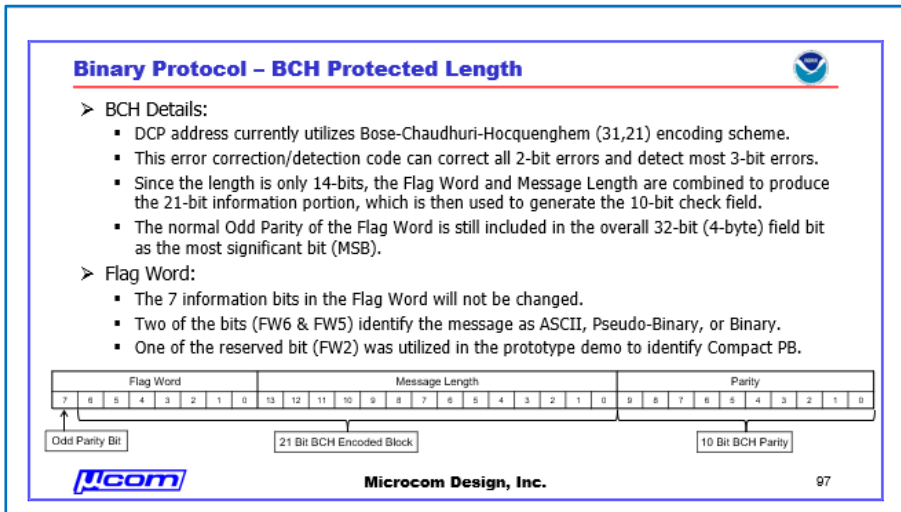 Binary Protocol – BCH Protected Length
➢ BCH Details:
▪ DCP address currently utilizes Bose-Chaudhuri-Hocquenghem (31,21) encoding scheme.
▪ This error correction/detection code can correct all 2-bit errors and detect most 3-bit errors.
▪ Since the length is only 14-bits, the Flag Word and Message Length are combined to produce
the 21-bit information portion, which is then used to generate the 10-bit check field.
▪ The normal Odd Parity of the Flag Word is still included in the overall 32-bit (4-byte) field bit
as the most significant bit (MSB).
➢ Flag Word:
▪ The 7 information bits in the Flag Word will not be changed.
▪ Two of the bits (FW6 & FW5) identify the message as ASCII, Pseudo-Binary, or Binary.
▪ One of the reserved bit (FW2) was utilized in the prototype demo to identify Compact PB.
Flag Word Message Length Parity
7 6 5 4 3 2 1 0 13 12 11 10 9 8 7 6 5 4 3 2 1 0 9 8 7 6 5 4 3 2 1 0
Odd Parity Bit 21 Bit BCH Encoded Block 10 Bit BCH Parity
µcom Microcom Design, Inc. 97